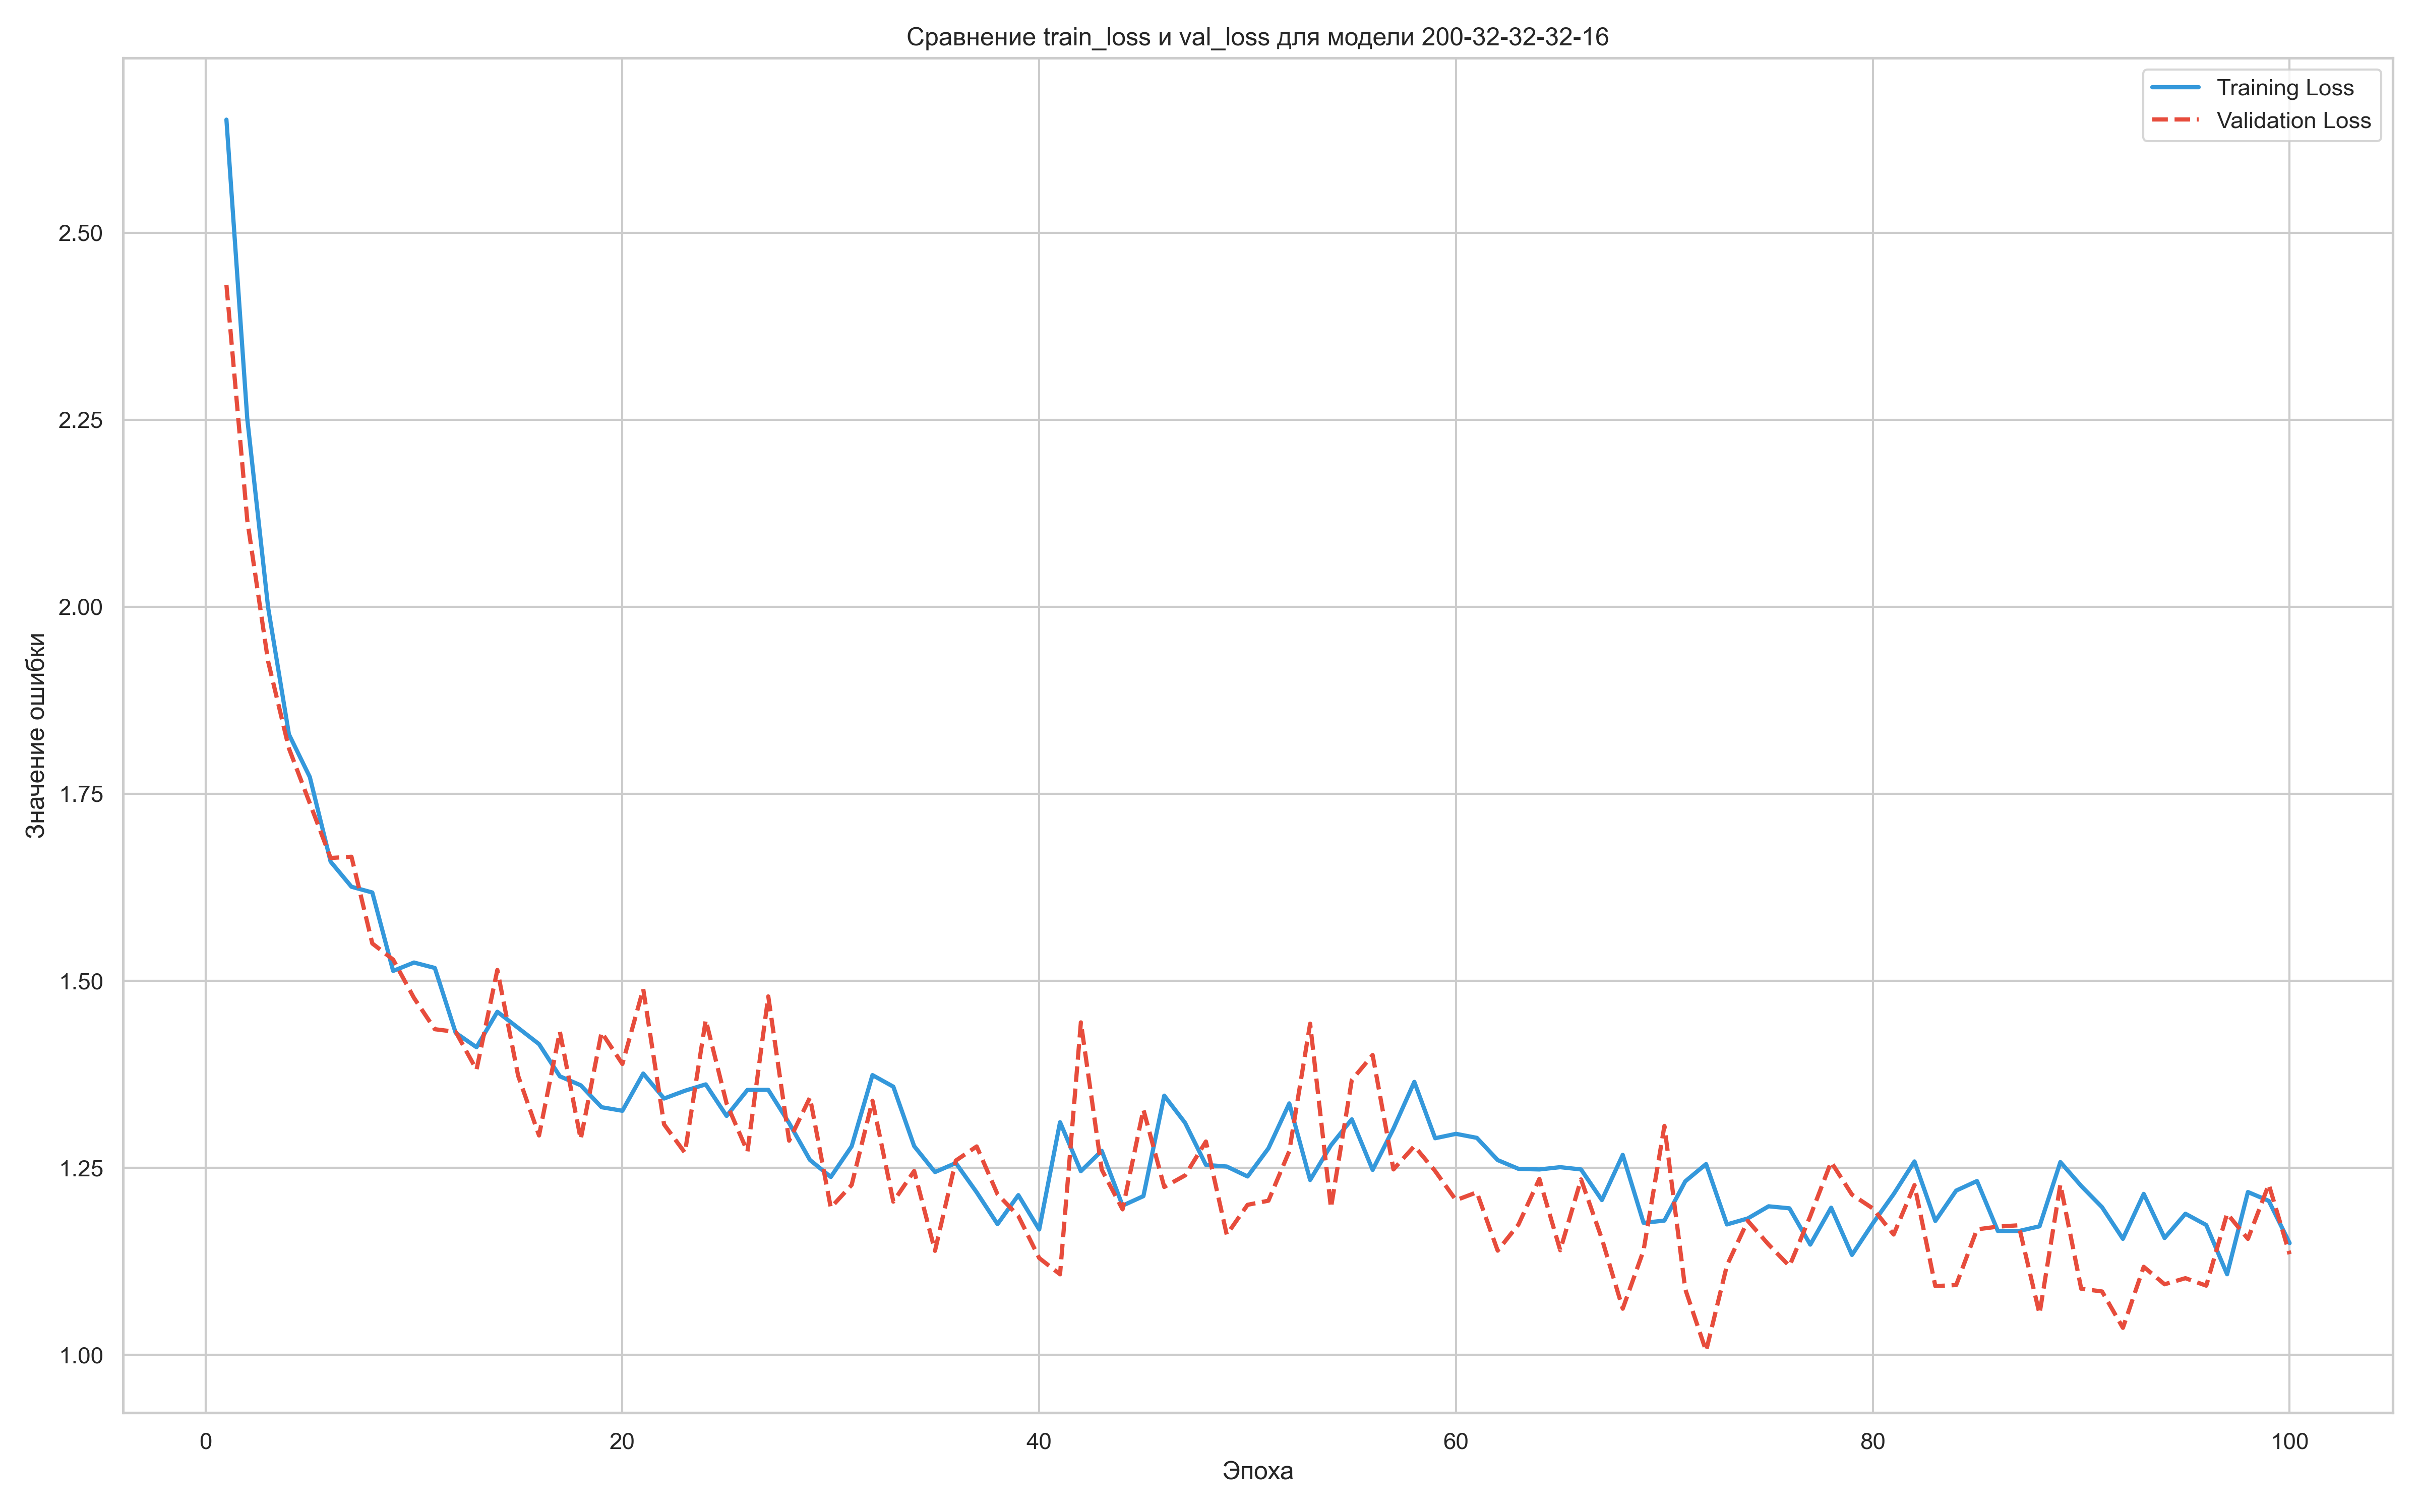 Сравнение train_loss и val_loss для модели 200-32-32-32-16
Training Loss
Validation Loss
Значение ошибки
2.50
2.25
2.00
1.75
1.50
1.25
1.00
0 20 40 60 80 100
Эпоха